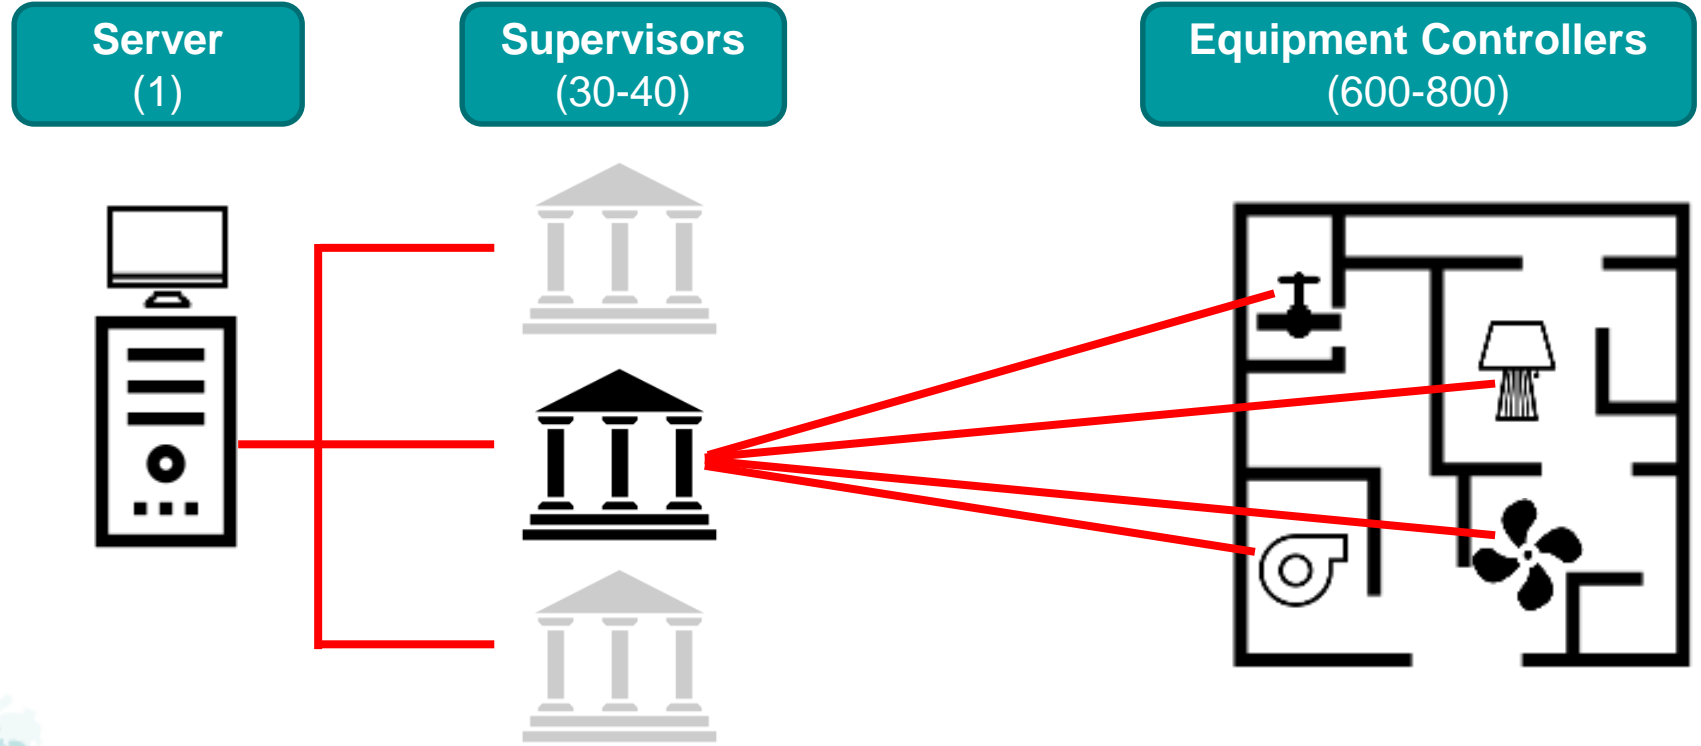 Server
(1)
Supervisors
(30-40)
Equipment Controllers
(600-800)